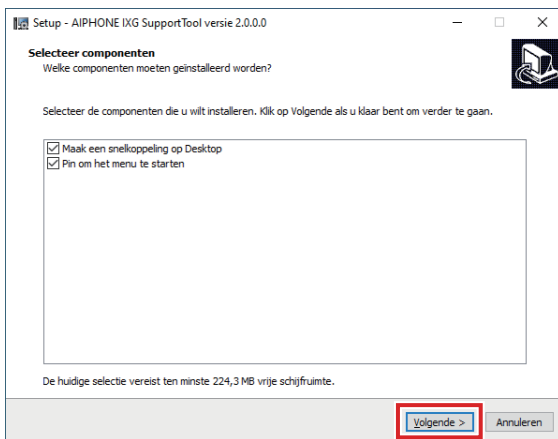 Setup - AIPHONE IXG SupportTool versie 2.0.0.0
Selecteer componenten
Welke componenten moeten geïnstalleerd worden?
Selecteer de componenten die u wilt installeren. Klik op Volgende als u klaar bent om verder te gaan.
Maak een snelkoppeling op Desktop
Pin om het menu te starten
De huidige selectie vereist ten minste 224,3 MB vrije schijfruimte.
Volgende > Annuleren